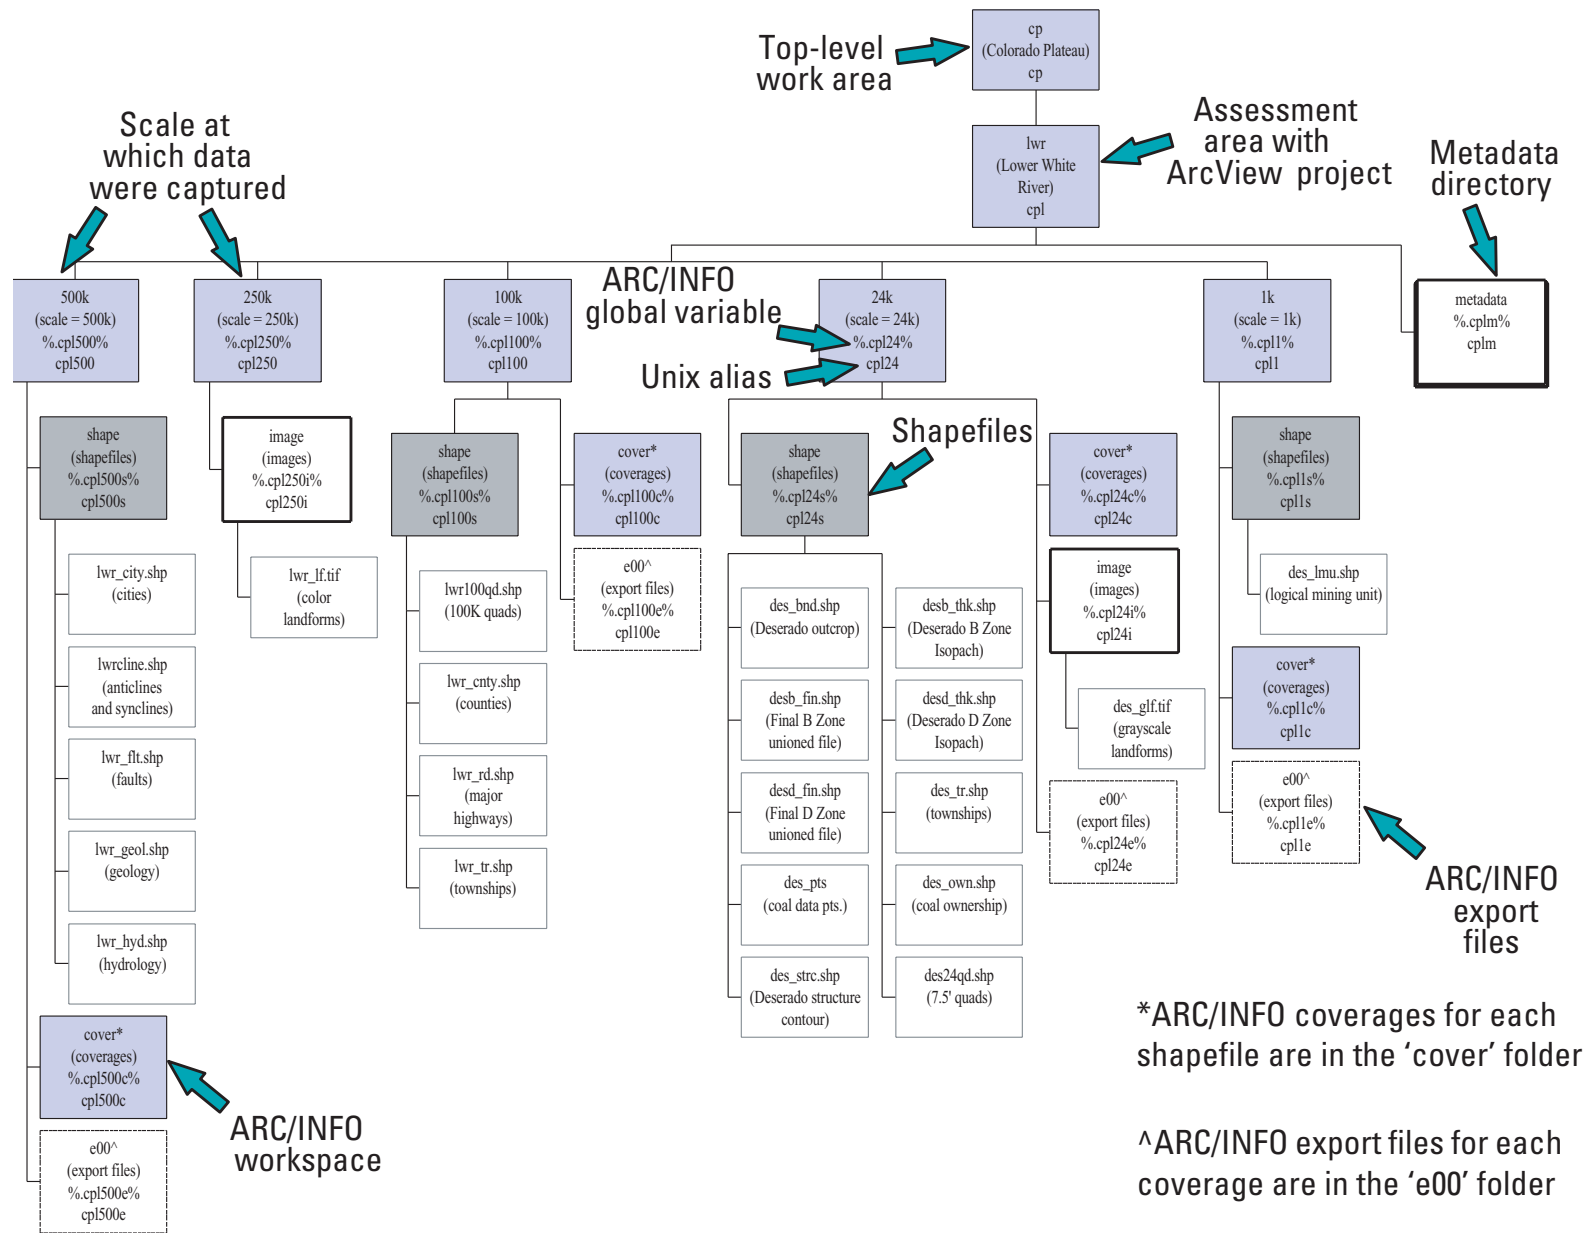 cp
(Colorado Plateau)
cp
Top-level
work area
lwr
(Lower White
River)
cpl
Assessment
area with
ArcView project
Metadata
directory
Scale at
which data
were captured
ARC/INFO
global variable
Unix alias
500k
(scale = 500k)
%.cpl500%
cpl500
250k
(scale = 250k)
%.cpl250%
cpl250
100k
(scale = 100k)
%.cpl100%
cpl100
24k
(scale = 24k)
%.cpl24%
cpl24
1k
(scale = 1k)
%.cpl1%
cpl1
metadata
%.cplm%
cplm
shape
(shapefiles)
%.cpl500s%
cpl500s
lwr_city.shp
(cities)
lwrcline.shp
(anticlines
and synclines)
lwr_flt.shp
(faults)
lwr_geol.shp
(geology)
lwr_hyd.shp
(hydrology)
cover*
(coverages)
%.cpl500c%
cpl500c
ARC/INFO
workspace
e00^
(export files)
%.cpl500e%
cpl500e
image
(images)
%.cpl250i%
cpl250i
lwr_lf.tif
(color
landforms)
shape
(shapefiles)
%.cpl100s%
cpl100s
lwr100qd.shp
(100K quads)
lwr_cnty.shp
(counties)
lwr_rd.shp
(major
highways)
lwr_tr.shp
(townships)
cover*
(coverages)
%.cpl100c%
cpl100c
e00^
(export files)
%.cpl100e%
cpl100e
shape
(shapefiles)
%.cpl24s%
cpl24s
Shapefiles
des_bnd.shp
(Deserado outcrop)
desb_fin.shp
(Final B Zone
unioned file)
desd_fin.shp
(Final D Zone
unioned file)
des_pts
(coal data pts.)
des_strc.shp
(Deserado structure
contour)
desb_thk.shp
(Deserado B Zone
Isopach)
desd_thk.shp
(Deserado D Zone
Isopach)
des_tr.shp
(townships)
des_own.shp
(coal ownership)
des24qd.shp
(7.5' quads)
cover*
(coverages)
%.cpl24c%
cpl24c
image
(images)
%.cpl24i%
cpl24i
des_glf.tif
(grayscale
landforms)
e00^
(export files)
%.cpl24e%
cpl24e
shape
(shapefiles)
%.cpl1s%
cpl1s
des_lmu.shp
(logical mining unit)
cover*
(coverages)
%.cpl1c%
cpl1c
e00^
(export files)
%.cpl1e%
cpl1e
ARC/INFO
export
files
*ARC/INFO coverages for each
shapefile are in the ‘cover’ folder
^ARC/INFO export files for each
coverage are in the ‘e00’ folder